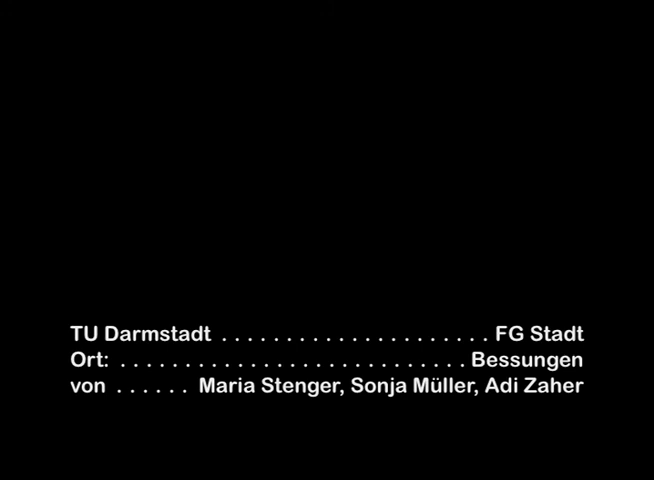 TU Darmstadt . . . . . . . . . . . . . . . . . . . . . FG Stadt
Ort: . . . . . . . . . . . . . . . . . . . . . . . . . . . Bessungen
von . . . . . . Maria Stenger, Sonja Müller, Adi Zaher